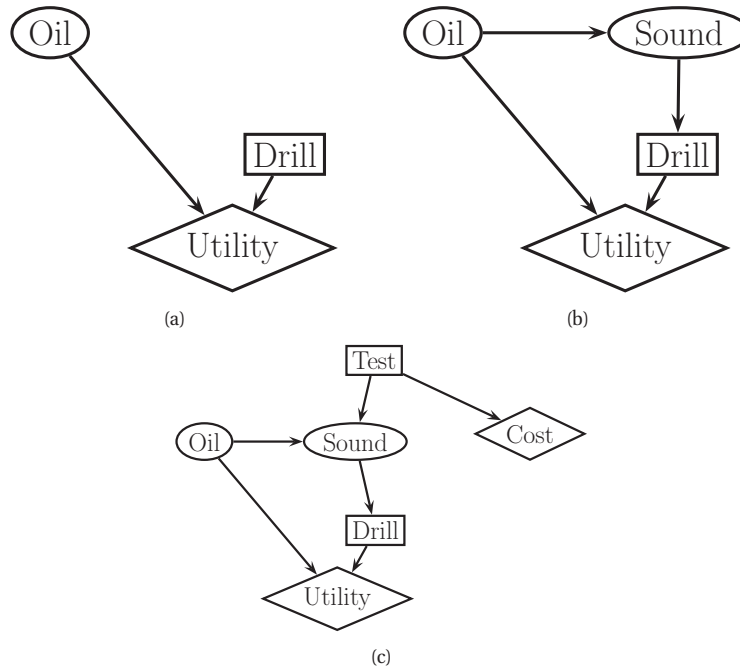 Oil
Drill
Utility
(a)
Oil
Sound
Drill
Utility
(b)
Test
Cost
Oil
Sound
Drill
Utility
(c)